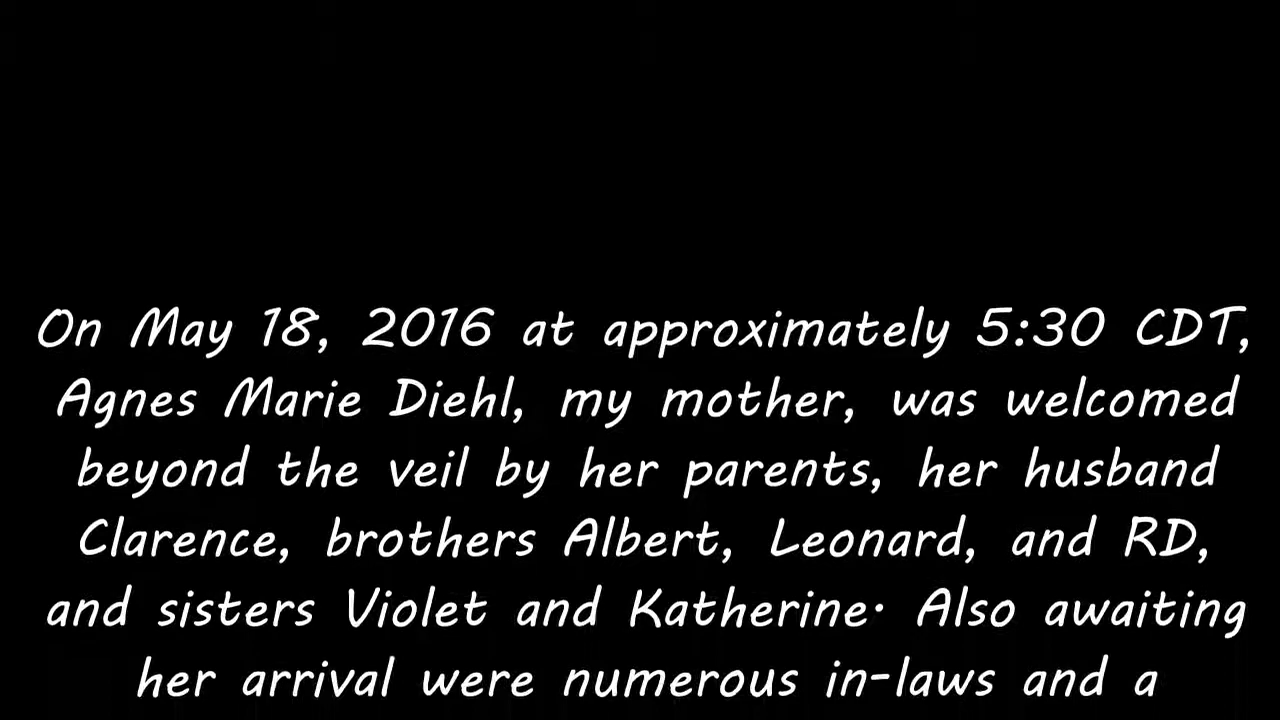 On May 18, 2016 at approximately 5:30 CDT,
Agnes Marie Diehl, my mother, was welcomed
beyond the veil by her parents, her husband
Clarence, brothers Albert, Leonard, and RD,
and sisters Violet and Katherine. Also awaiting
her arrival were numerous in-laws and a